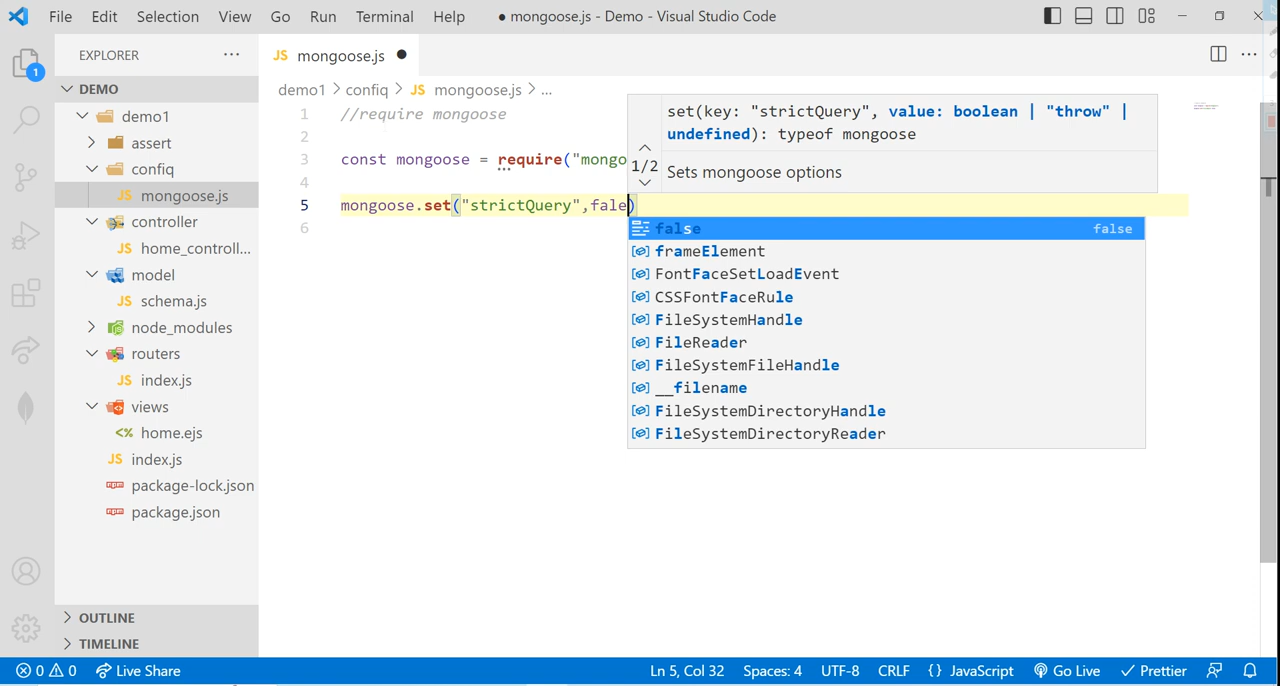 File Edit Selection View Go Run Terminal Help ● mongoose.js - Demo - Visual Studio Code
EXPLORER ···
JS mongoose.js ●
DEMO
demo1 > confiq > JS mongoose.js > ...
demo1
assert
confiq
JS mongoose.js
controller
JS home_controll...
model
JS schema.js
node_modules
routers
JS index.js
views
<% home.ejs
JS index.js
package-lock.json
package.json
OUTLINE
TIMELINE
1
1 //require mongoose
2
3 const mongoose = require("mongo
4
5 mongoose.set("strictQuery",fale)
6
set(key: "strictQuery", value: boolean | "throw" |
undefined): typeof mongoose
1/2
Sets mongoose options
false false
frameElement
FontFaceSetLoadEvent
CSSFontFaceRule
FileSystemHandle
FileReader
FileSystemFileHandle
__filename
FileSystemDirectoryHandle
FileSystemDirectoryReader
0 0 Live Share Ln 5, Col 32 Spaces: 4 UTF-8 CRLF {} JavaScript Go Live Prettier